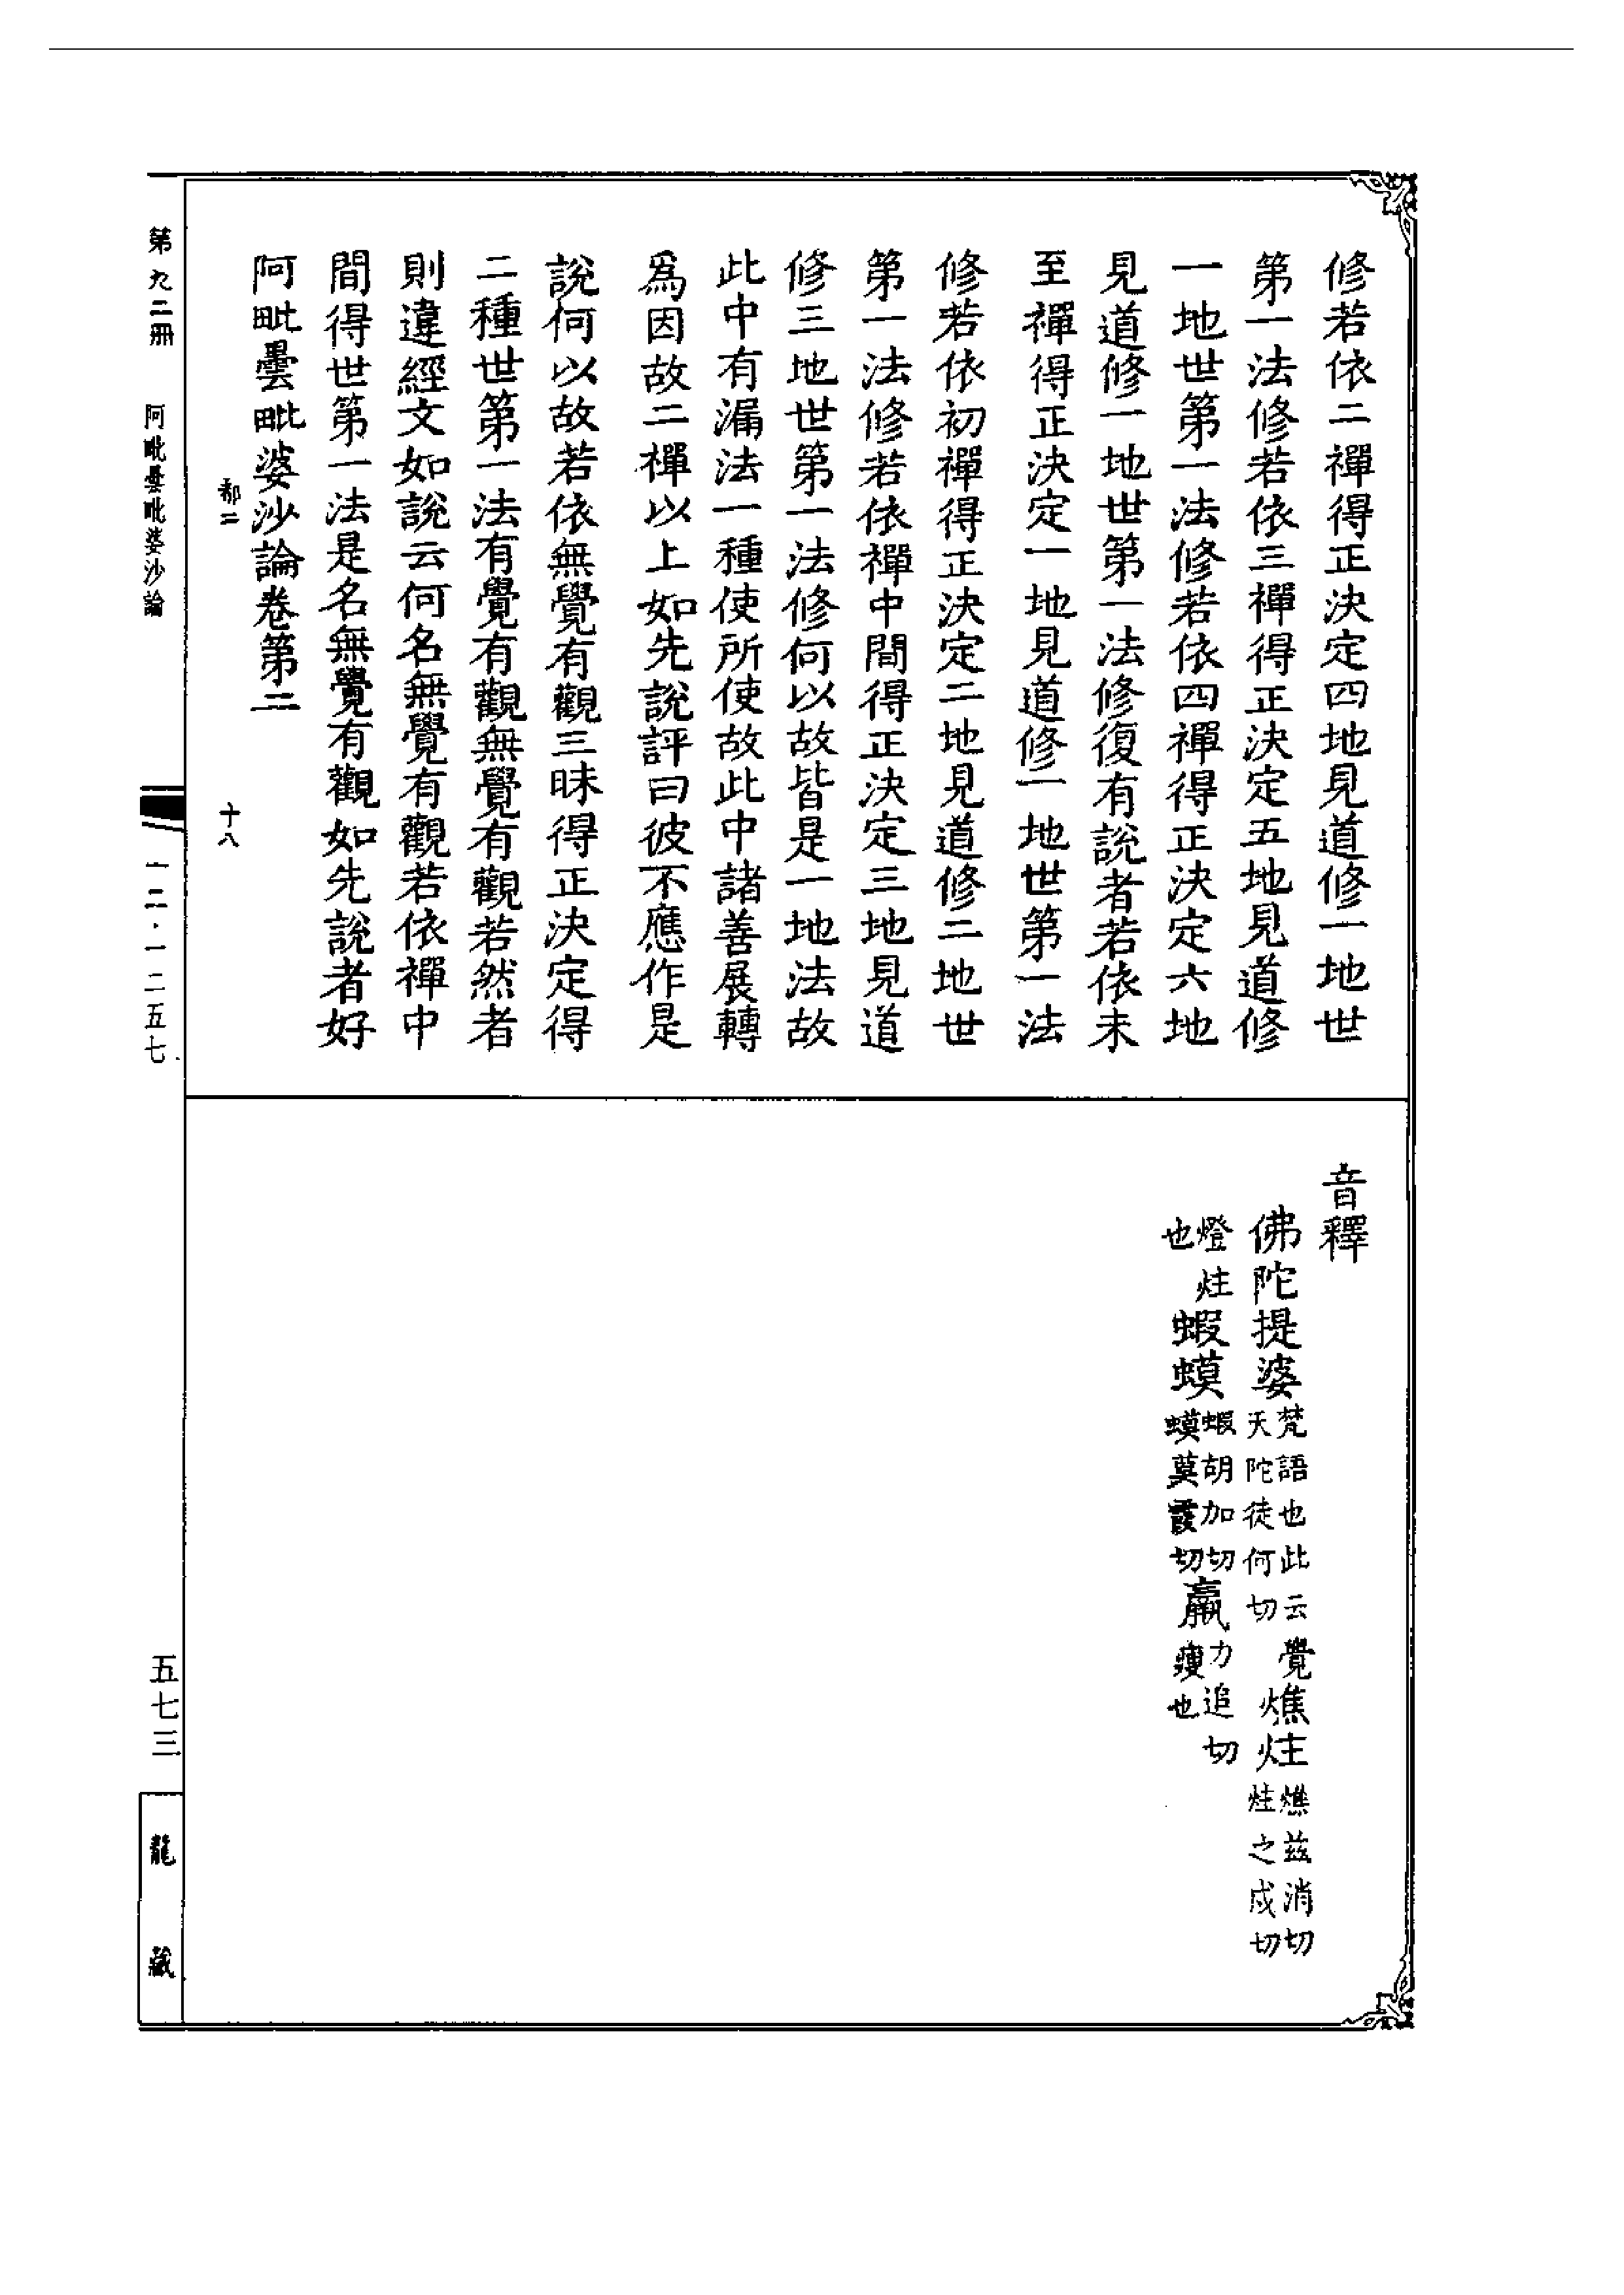 修若依二禪得正決定四地見道修一地世
第一法修若依三禪得正決定五地見道修
一地世第一法修若依四禪得正決定六地
見道修一地世第一法修復有說者若依未
至禪得正決定一地見道修一地世第一法
修若依初禪得正決定二地見道修二地世
第一法修若依禪中間得正決定三地見道
修三地世第一法修何以故皆是一地法故
此中有漏法一種使所使故此中諸善展轉
爲因故二禪以上如先說評曰彼不應作是
說何以故若依無覺有觀三昧得正決定得
二種世第一法有覺有觀無覺有觀若然者
則違經文如說云何名無覺有觀若依禪中
間得世第一法是名無覺有觀如先說者好
阿毗曇毗婆沙論卷第二
郝二 十八
音釋
佛陀提婆梵語也此云覺天陀徒何切 燋炷燋茲消切炷之戍切
燈炷也 蝦蟆蝦胡加切蟆莫霞切 羸力追切瘦也
第九二冊 阿毗曇毗婆沙論 一二·一二五七 五七三
龍藏